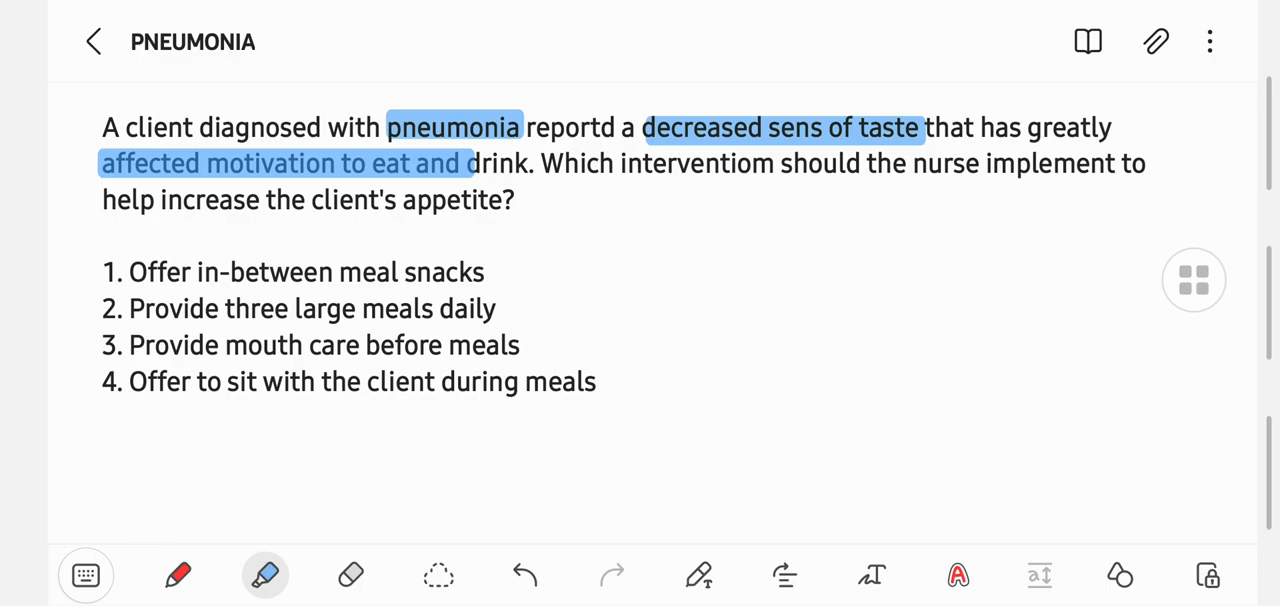 PNEUMONIA
A client diagnosed with pneumonia reportd a decreased sens of taste that has greatly
affected motivation to eat and drink. Which interventiom should the nurse implement to
help increase the client's appetite?
1. Offer in-between meal snacks
2. Provide three large meals daily
3. Provide mouth care before meals
4. Offer to sit with the client during meals